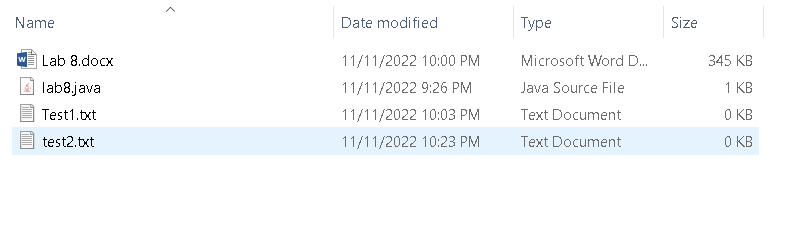 Name Date modified Type Size
Lab 8.docx 11/11/2022 10:00 PM Microsoft Word D... 345 KB
lab8.java 11/11/2022 9:26 PM Java Source File 1 KB
Test1.txt 11/11/2022 10:03 PM Text Document 0 KB
test2.txt 11/11/2022 10:23 PM Text Document 0 KB